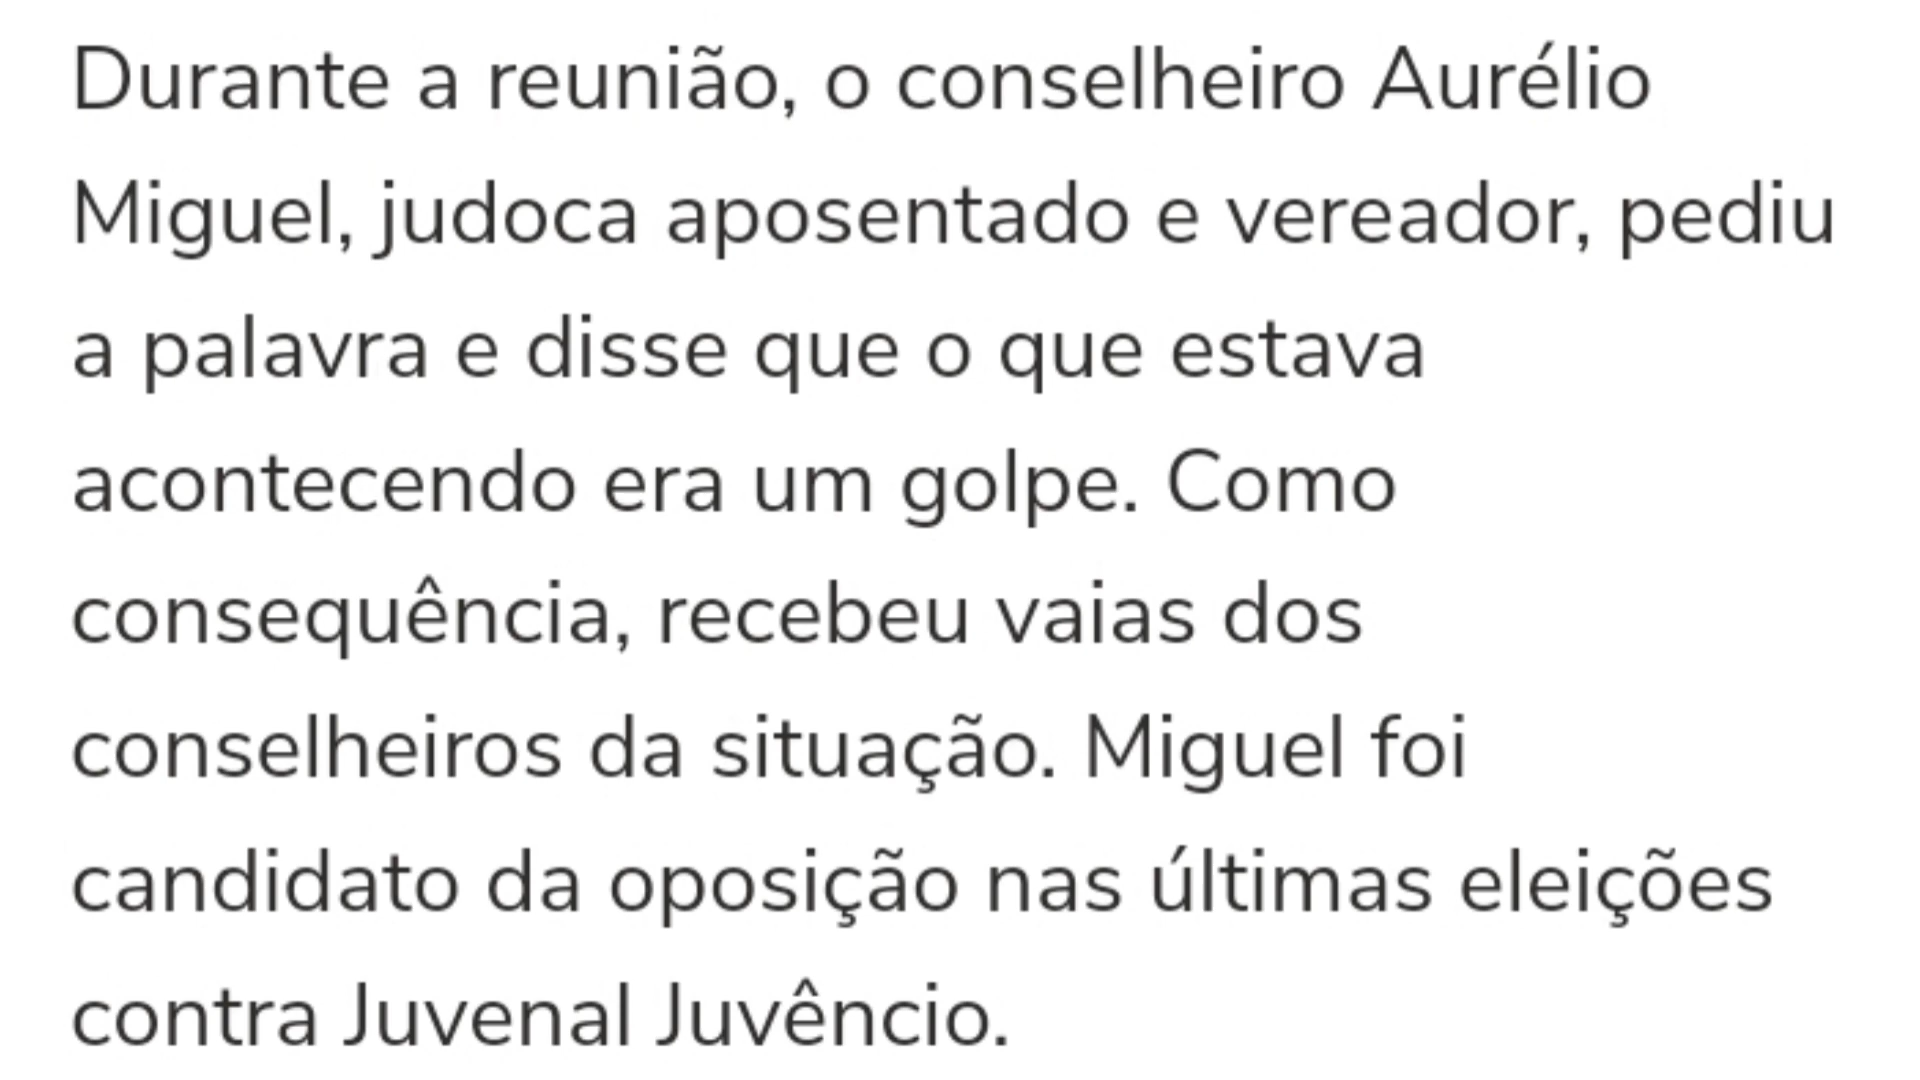 Durante a reunião, o conselheiro Aurélio
Miguel, judoca aposentado e vereador, pediu
a palavra e disse que o que estava
acontecendo era um golpe. Como
consequência, recebeu vaias dos
conselheiros da situação. Miguel foi
candidato da oposição nas últimas eleições
contra Juvenal Juvêncio.